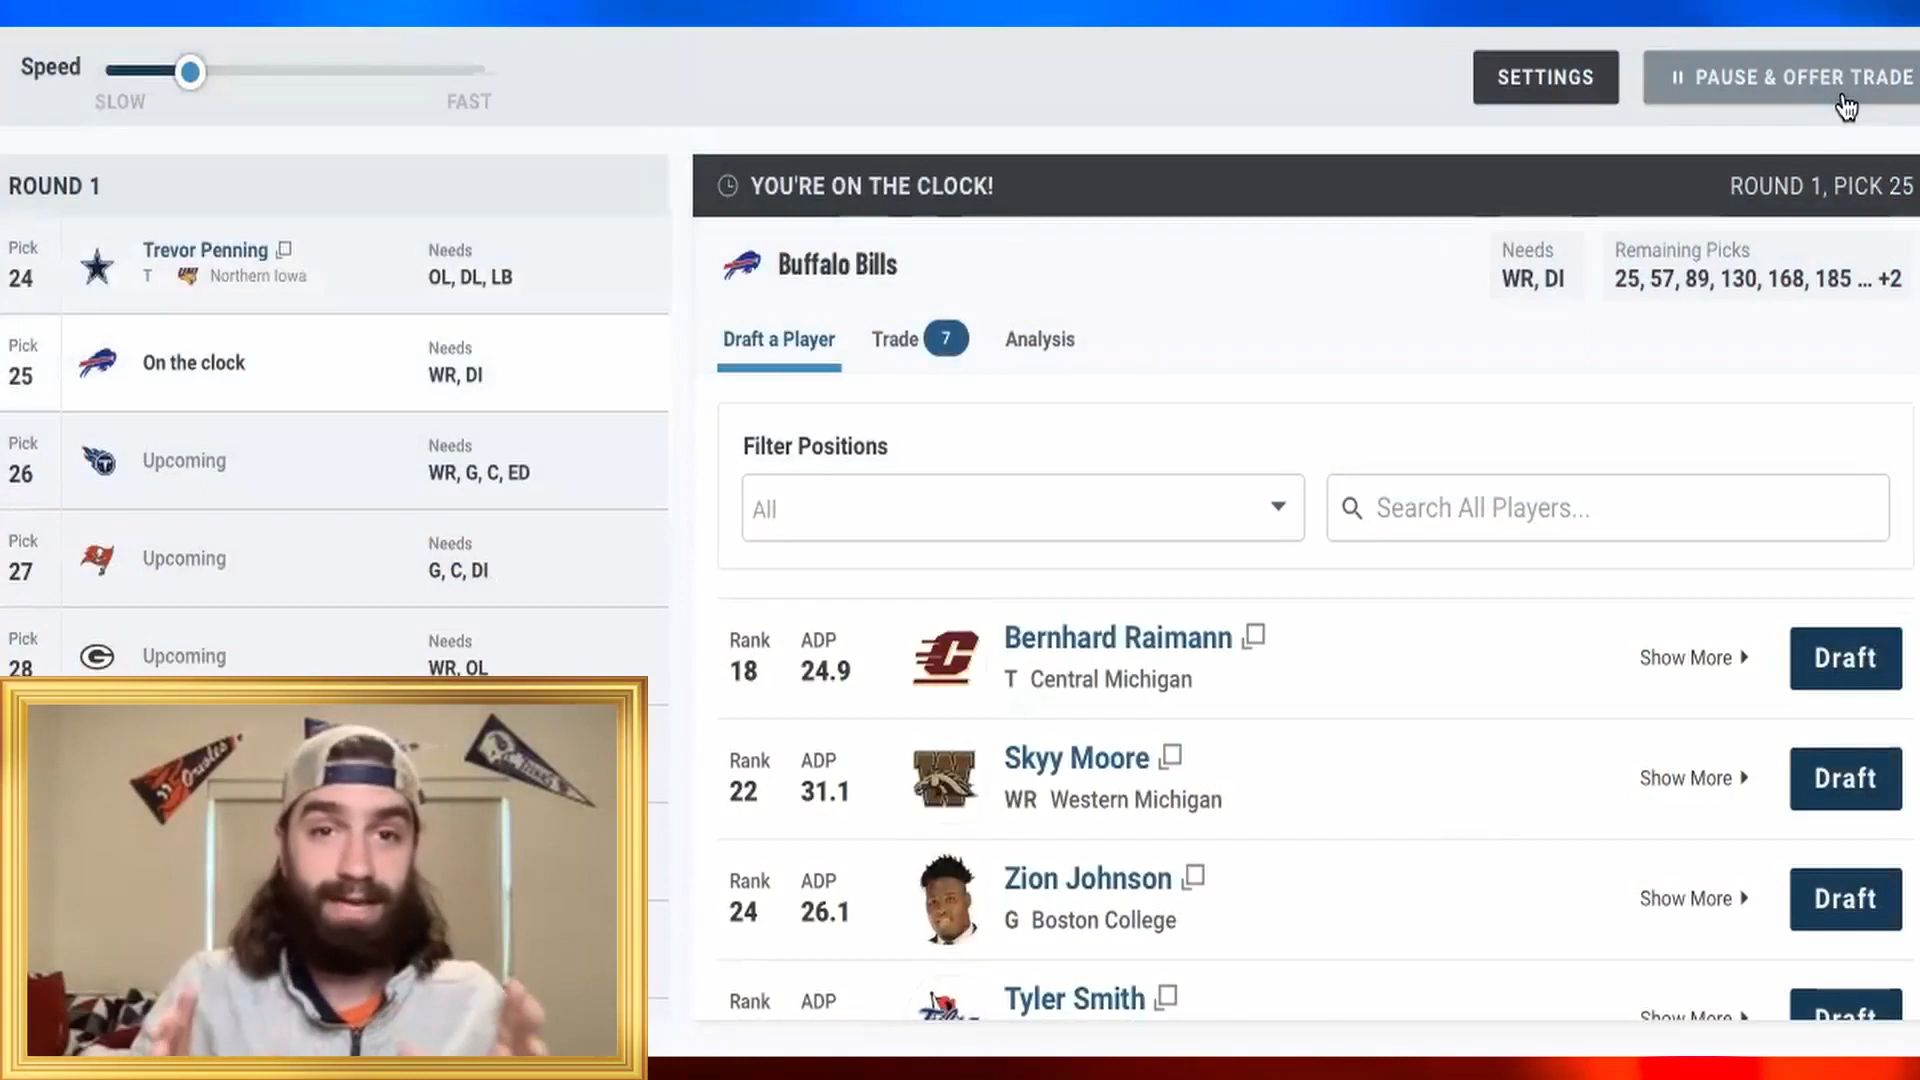 Speed
SLOW
FAST
SETTINGS
PAUSE & OFFER TRADE
ROUND 1
Pick
24
Trevor Penning
T Northern Iowa
Needs
OL, DL, LB
Pick
25
On the clock
Needs
WR, DI
Pick
26
Upcoming
Needs
WR, G, C, ED
Pick
27
Upcoming
Needs
G, C, DI
Pick
28
Upcoming
Needs
WR, OL
YOU'RE ON THE CLOCK!
ROUND 1, PICK 25
Buffalo Bills
Needs
WR, DI
Remaining Picks
25, 57, 89, 130, 168, 185 ... +2
Draft a Player
Trade 7
Analysis
Filter Positions
All
Search All Players...
Rank
18
ADP
24.9
Bernhard Raimann
T Central Michigan
Show More
Draft
Rank
22
ADP
31.1
Skyy Moore
WR Western Michigan
Show More
Draft
Rank
24
ADP
26.1
Zion Johnson
G Boston College
Show More
Draft
Rank
ADP
Tyler Smith
Show More
Draft
Orioles